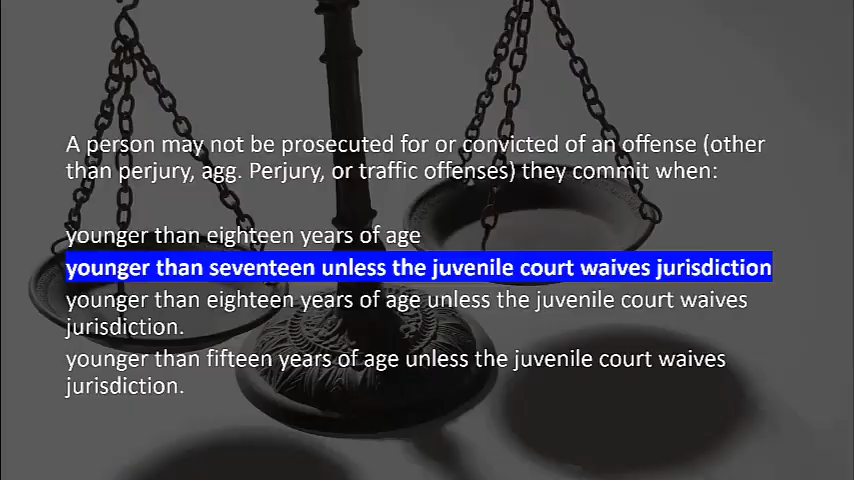 A person may not be prosecuted for or convicted of an offense (other
than perjury, agg. Perjury, or traffic offenses) they commit when:
younger than eighteen years of age
younger than seventeen unless the juvenile court waives jurisdiction
younger than eighteen years of age unless the juvenile court waives
jurisdiction.
younger than fifteen years of age unless the juvenile court waives
jurisdiction.